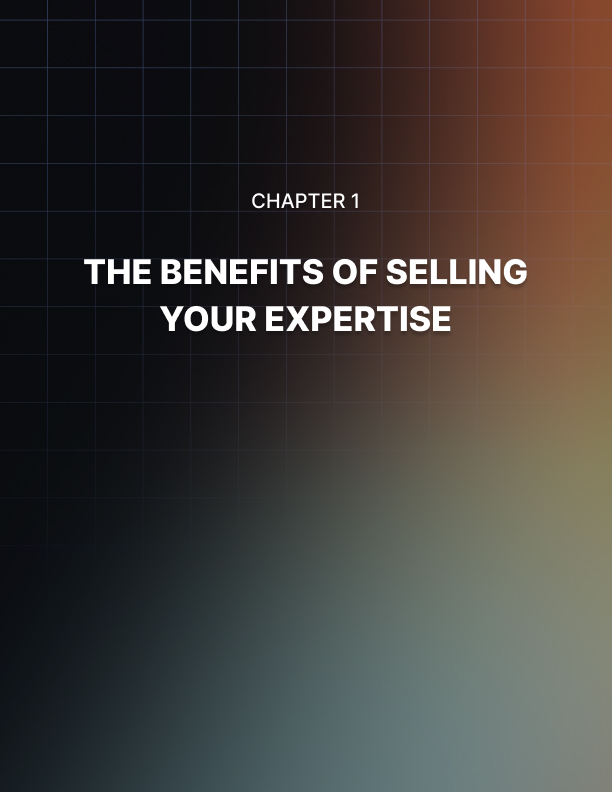 CHAPTER 1
THE BENEFITS OF SELLING
YOUR EXPERTISE